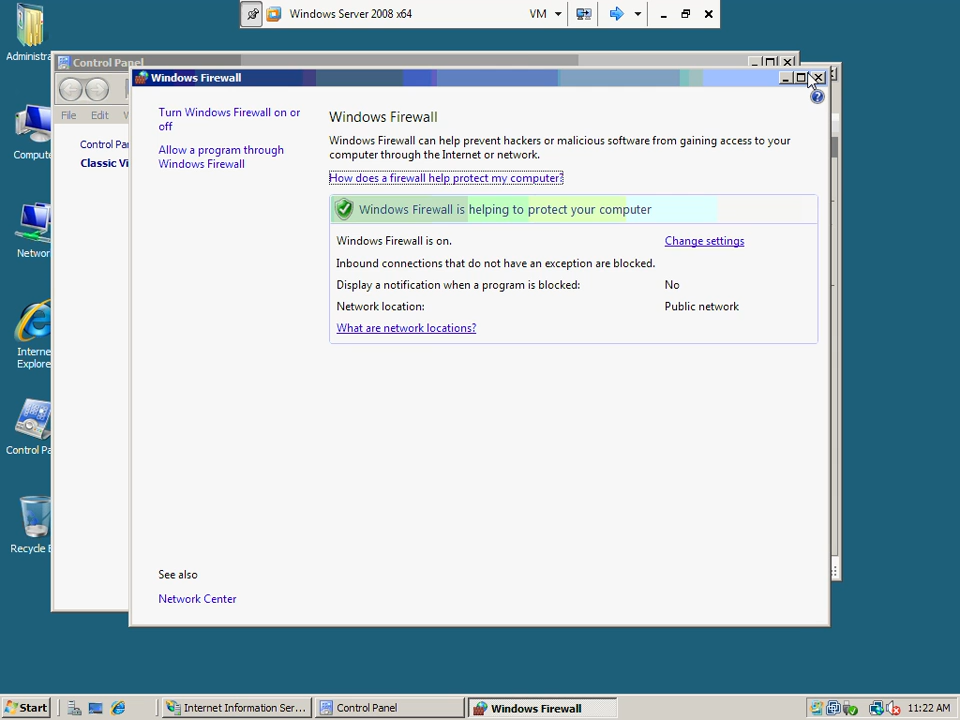 Windows Server 2008 x64
VM
Administra
Control Panel
Windows Firewall
File Edit
Turn Windows Firewall on or
off
Allow a program through
Windows Firewall
Control Pa
Classic Vi
Windows Firewall
Windows Firewall can help prevent hackers or malicious software from gaining access to your
computer through the Internet or network.
How does a firewall help protect my computer?
Windows Firewall is helping to protect your computer
Windows Firewall is on.
Change settings
Inbound connections that do not have an exception are blocked.
Display a notification when a program is blocked:
No
Network location:
Public network
What are network locations?
Compute
Networ
Interne
Explore
Control Pa
Recycle B
See also
Network Center
Start
Internet Information Ser...
Control Panel
Windows Firewall
11:22 AM